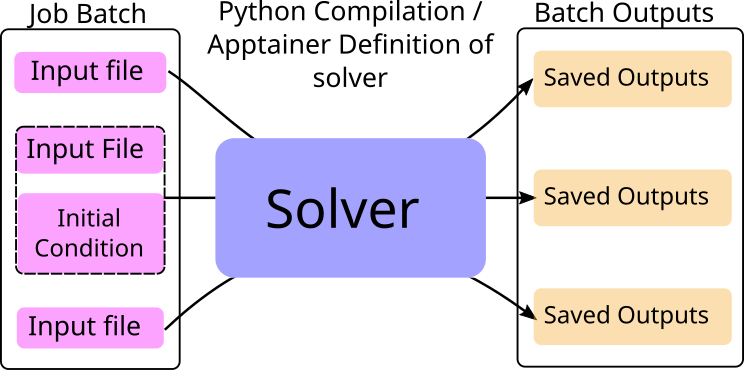 Job Batch
Python Compilation /
Apptainer Definition of
solver
Batch Outputs
Input file
Input File
Initial
Condition
Input file
Solver
Saved Outputs
Saved Outputs
Saved Outputs